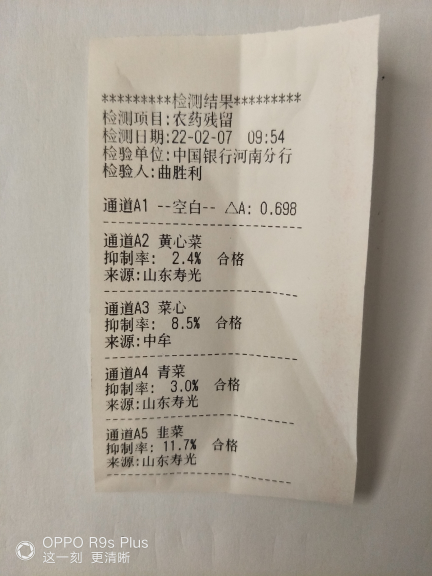 *********检测结果*********
检测项目:农药残留
检测日期:22-02-07 09:54
检验单位:中国银行河南分行
检验人:曲胜利
通道A1 --空白-- △A: 0.698
通道A2 黄心菜
抑制率: 2.4% 合格
来源:山东寿光
通道A3 菜心
抑制率: 8.5% 合格
来源:中牟
通道A4 青菜
抑制率: 3.0% 合格
来源:山东寿光
通道A5 韭菜
抑制率: 11.7% 合格
来源:山东寿光
OPPO R9s Plus
这一刻 更清晰